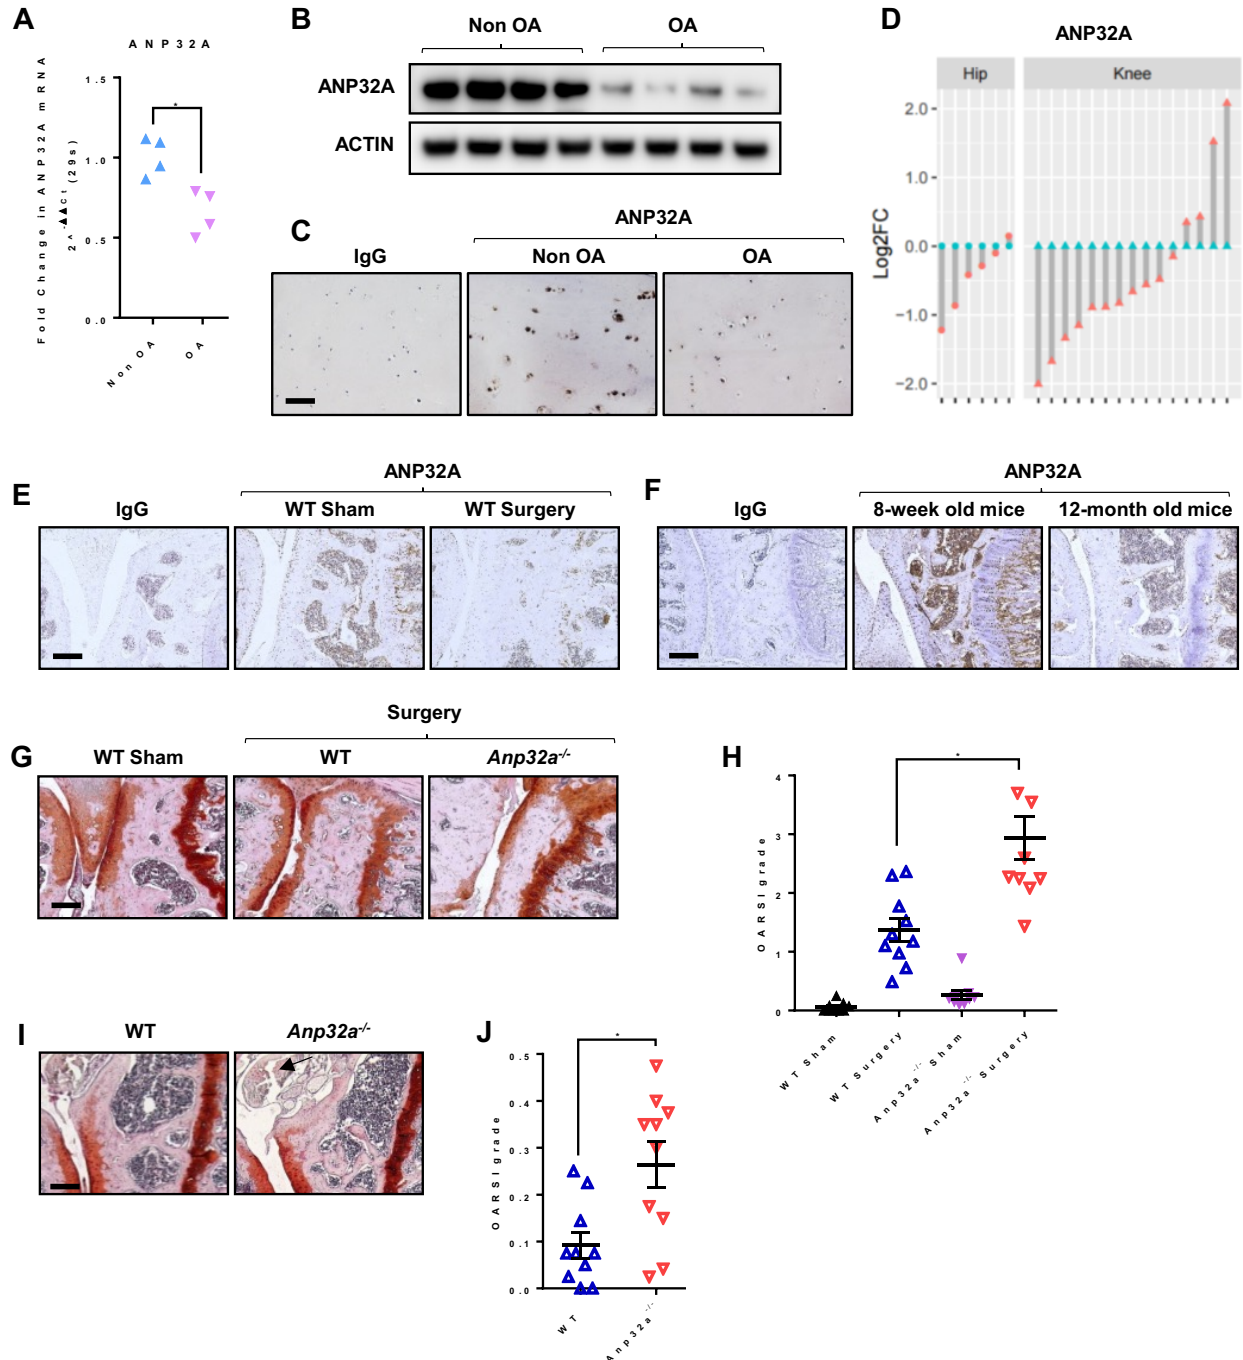 A
ANP32A
Fold Change in ANP32A mRNA
2^-▲▲Ct (29s)
1.5
1.0
0.5
0.0
*
Non OA
OA
B
Non OA
OA
ANP32A
ACTIN
C
ANP32A
IgG
Non OA
OA
D
ANP32A
Hip
Knee
Log2FC
2.0
1.0
0.0
−1.0
−2.0
E
ANP32A
IgG
WT Sham
WT Surgery
F
ANP32A
IgG
8-week old mice
12-month old mice
G
Surgery
WT Sham
WT
Anp32a-/-
H
*
OARSI grade
4
3
2
1
0
WT Sham
WT Surgery
Anp32a-/- Sham
Anp32a-/- Surgery
I
WT
Anp32a-/-
J
*
OARSI grade
0.5
0.4
0.3
0.2
0.1
0.0
WT
Anp32a-/-